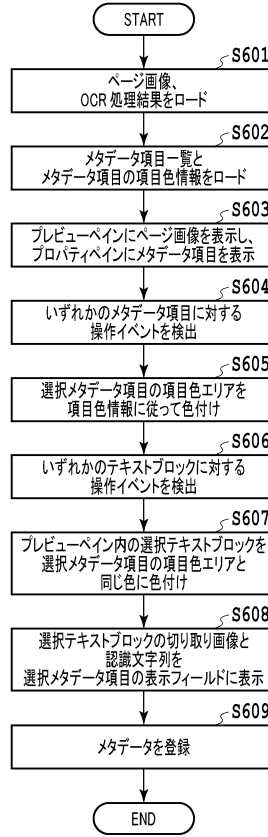 START
S601
ページ画像、
OCR 処理結果をロード
S602
メタデータ項目一覧と
メタデータ項目の項目色情報をロード
S603
プレビューペインにページ画像を表示し、
プロパティペインにメタデータ項目を表示
S604
いずれかのメタデータ項目に対する
操作イベントを検出
S605
選択メタデータ項目の項目色エリアを
項目色情報に従って色付け
S606
いずれかのテキストブロックに対する
操作イベントを検出
S607
プレビューペイン内の選択テキストブロックを
選択メタデータ項目の項目色エリアと
同じ色に色付け
S608
選択テキストブロックの切り取り画像と
認識文字列を
選択メタデータ項目の表示フィールドに表示
S609
メタデータを登録
END